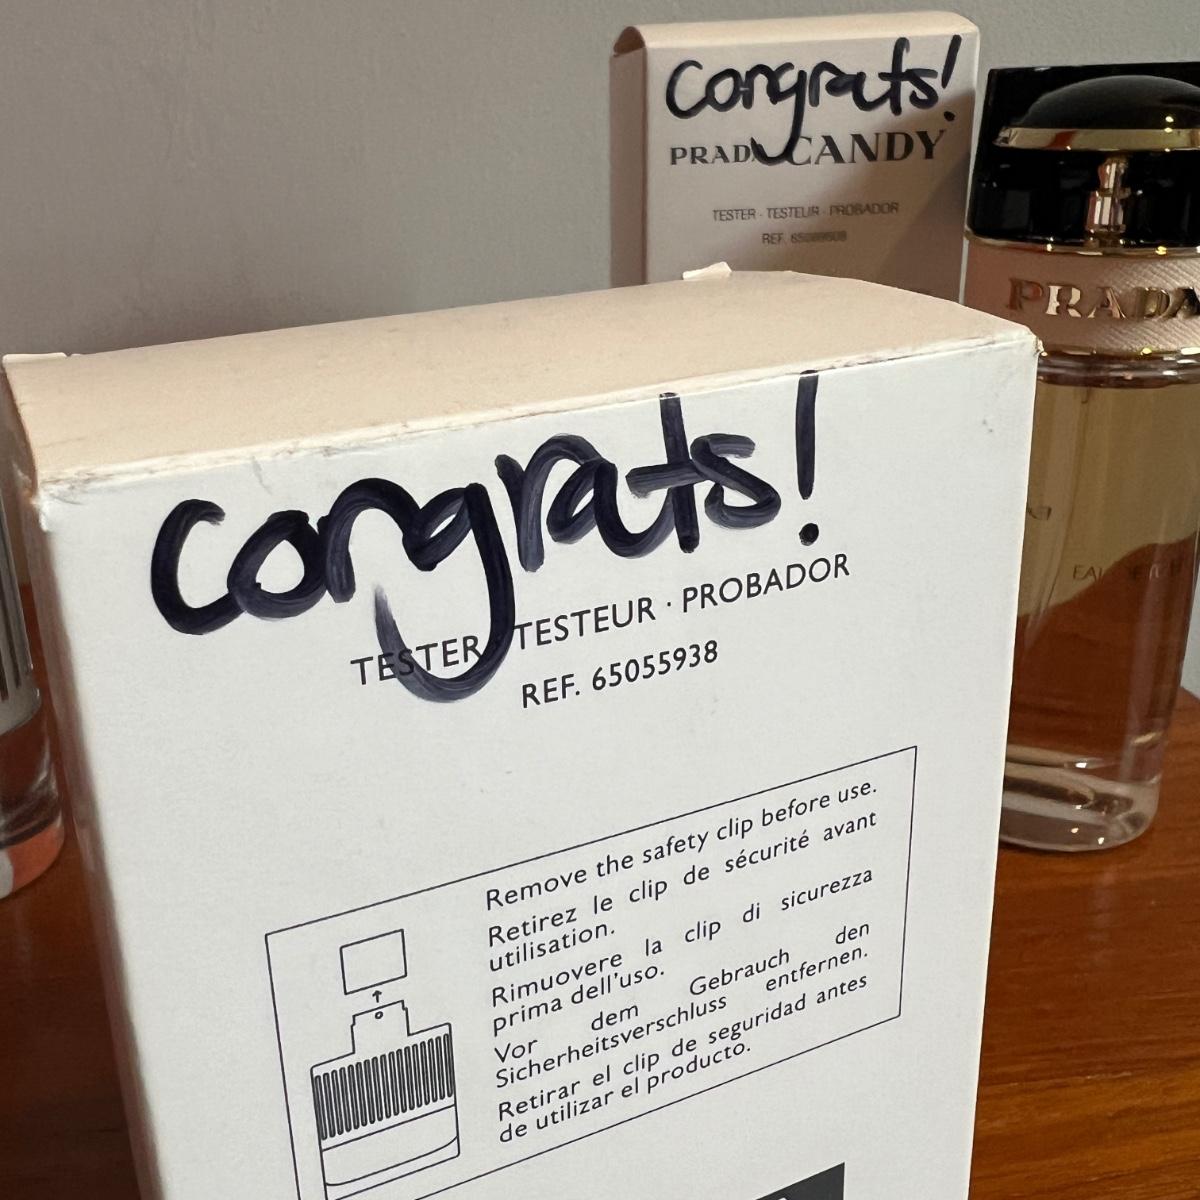 Congrats!
PRADA CANDY
TESTER · TESTEUR · PROBADOR
REF.
PRADA
congrats!
TESTER · TESTEUR · PROBADOR
REF. 65055938
Remove the safety clip before use.
Retirez le clip de sécurité avant
utilisation.
Rimuovere la clip di sicurezza
prima dell'uso.
Vor dem Gebrauch den
Sicherheitsverschluss entfernen.
Retirar el clip de seguridad antes
de utilizar el producto.